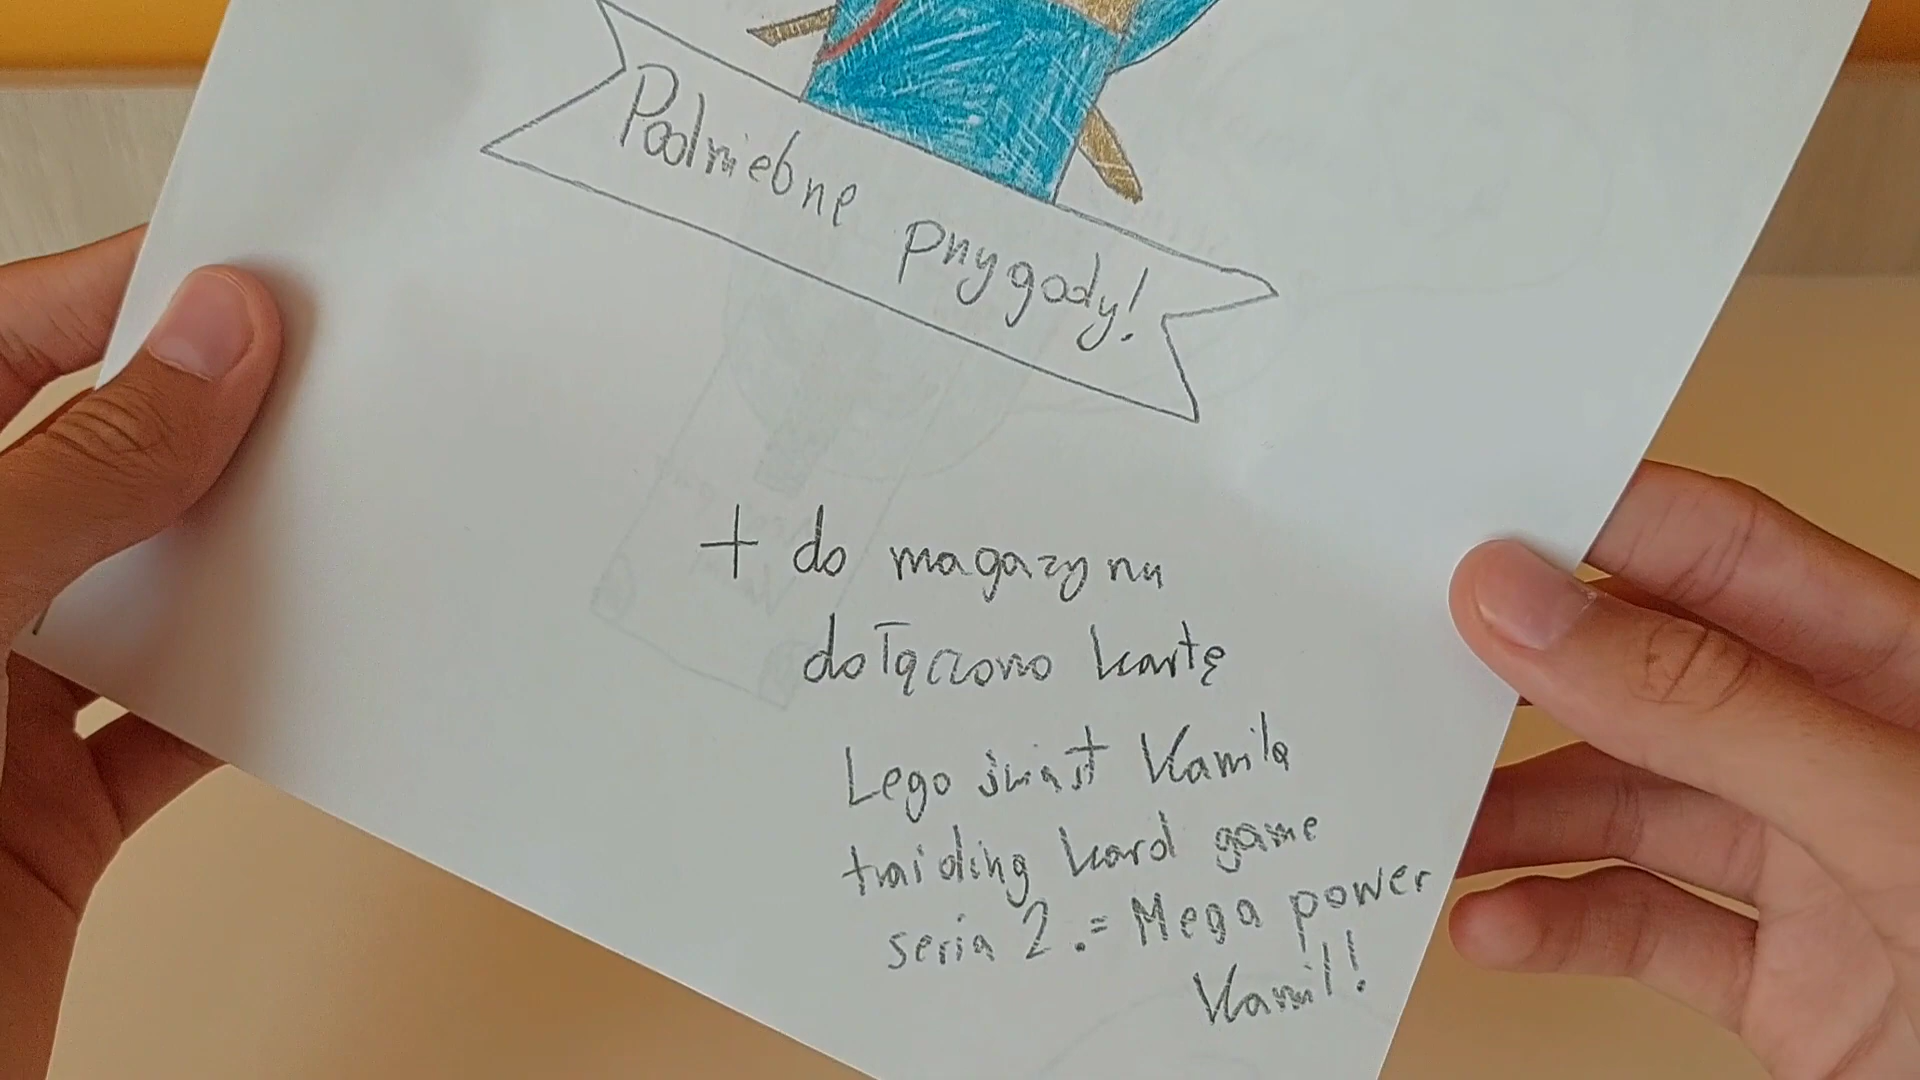 Podniebne przygody!
+ do magazynu
dołączono kartę
Lego świat Kamila
traiding kard game
seria 2.= Mega power
Kamil!!